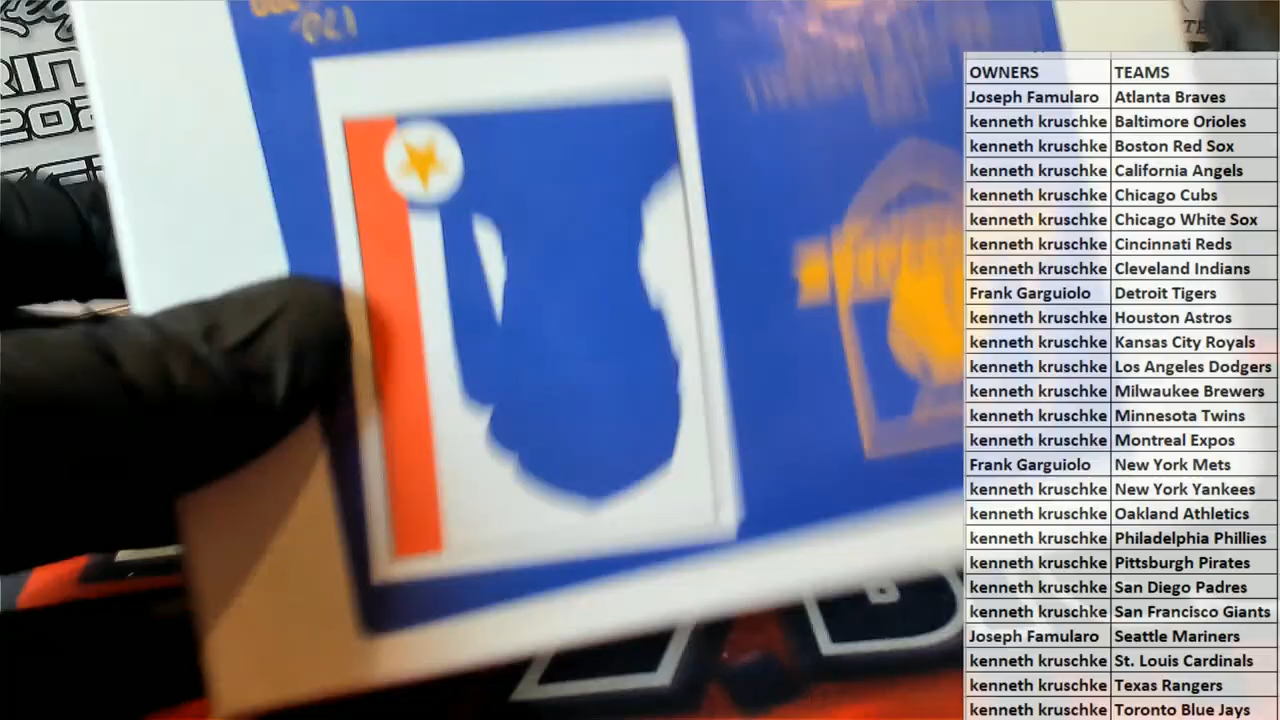 OWNERS TEAMS
Joseph Famularo Atlanta Braves
kenneth kruschke Baltimore Orioles
kenneth kruschke Boston Red Sox
kenneth kruschke California Angels
kenneth kruschke Chicago Cubs
kenneth kruschke Chicago White Sox
kenneth kruschke Cincinnati Reds
kenneth kruschke Cleveland Indians
Frank Garguiolo Detroit Tigers
kenneth kruschke Houston Astros
kenneth kruschke Kansas City Royals
kenneth kruschke Los Angeles Dodgers
kenneth kruschke Milwaukee Brewers
kenneth kruschke Minnesota Twins
kenneth kruschke Montreal Expos
Frank Garguiolo New York Mets
kenneth kruschke New York Yankees
kenneth kruschke Oakland Athletics
kenneth kruschke Philadelphia Phillies
kenneth kruschke Pittsburgh Pirates
kenneth kruschke San Diego Padres
kenneth kruschke San Francisco Giants
Joseph Famularo Seattle Mariners
kenneth kruschke St. Louis Cardinals
kenneth kruschke Texas Rangers
kenneth kruschke Toronto Blue Jays